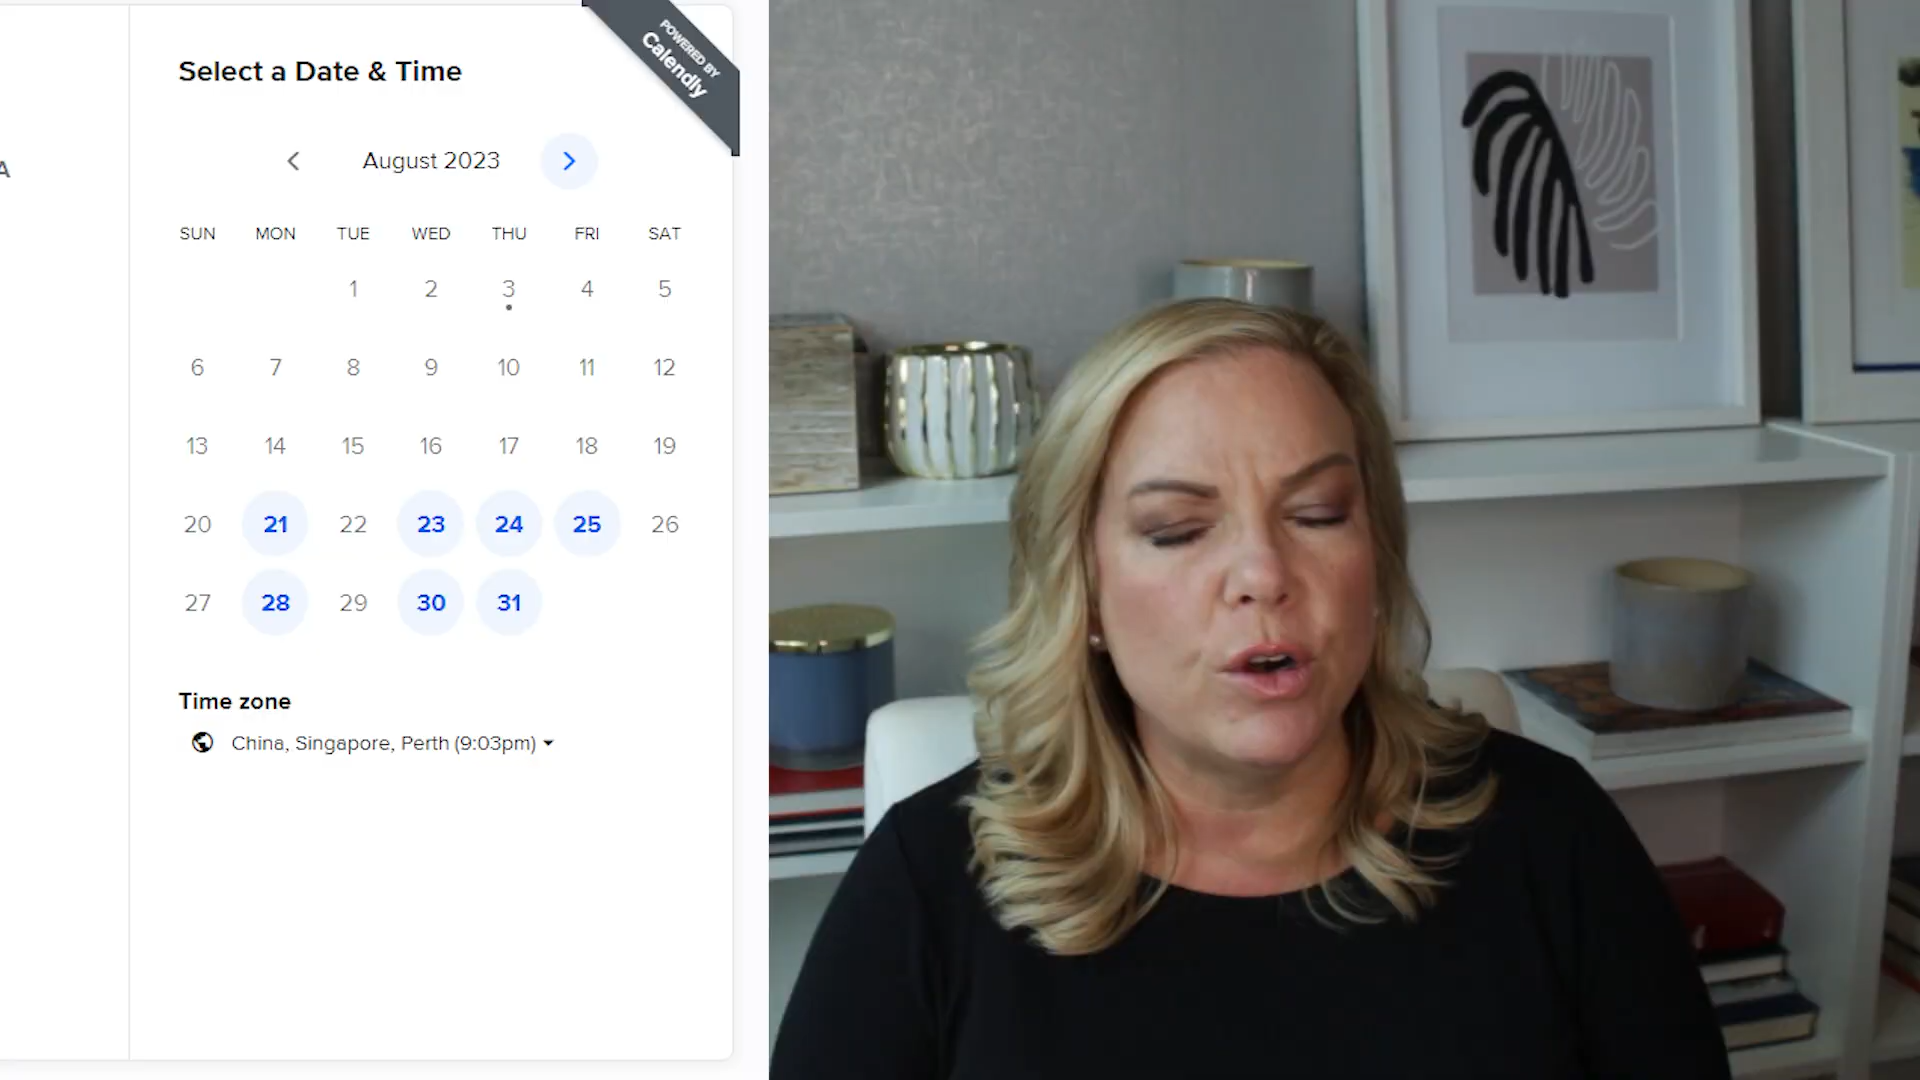 POWERED BY
Calendly
Select a Date & Time
A
August 2023
SUN MON TUE WED THU FRI SAT
1 2 3 4 5
6 7 8 9 10 11 12
13 14 15 16 17 18 19
20 21 22 23 24 25 26
27 28 29 30 31
Time zone
China, Singapore, Perth (9:03pm)